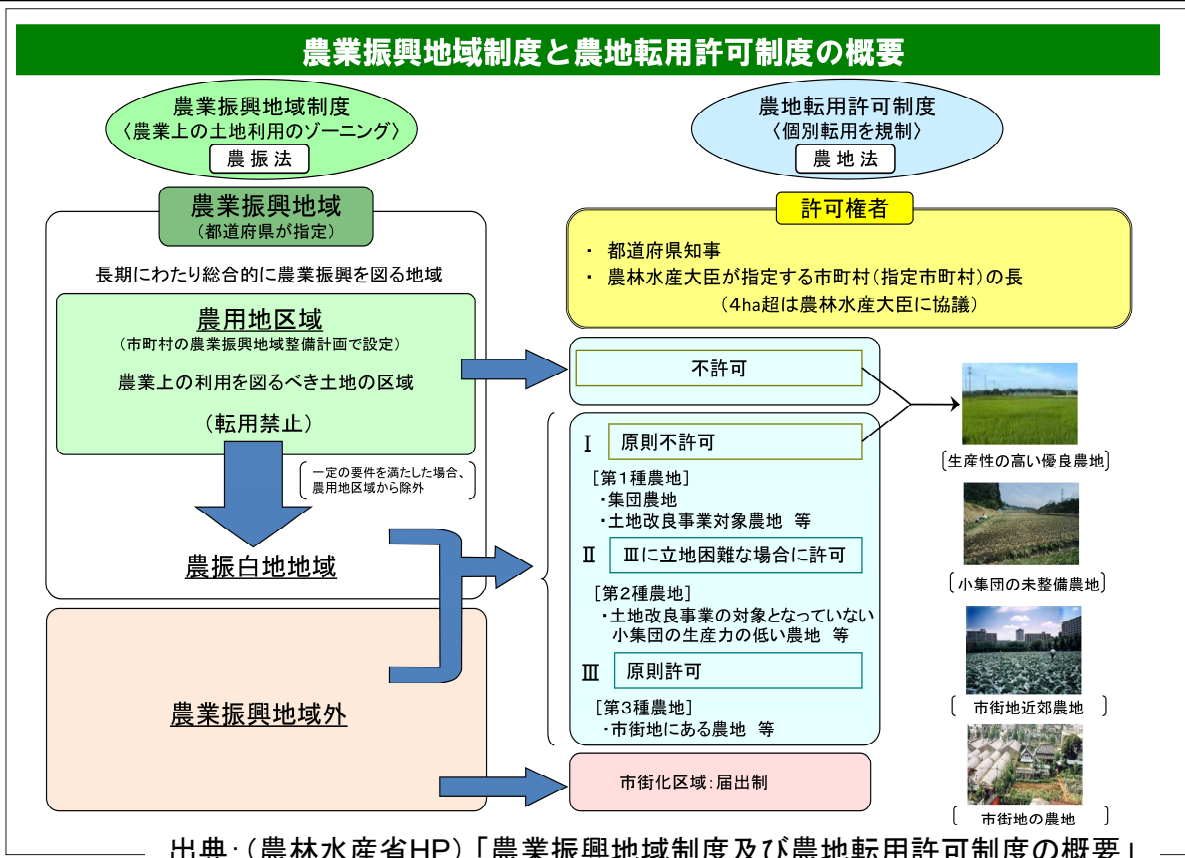 農業振興地域制度と農地転用許可制度の概要
農業振興地域制度
〈農業上の土地利用のゾーニング〉
農振法
農業振興地域
(都道府県が指定)
長期にわたり総合的に農業振興を図る地域
農用地区域
(市町村の農業振興地域整備計画で設定)
農業上の利用を図るべき土地の区域
(転用禁止)
一定の要件を満たした場合、
農用地区域から除外
農振白地地域
農業振興地域外
農地転用許可制度
〈個別転用を規制〉
農地法
許可権者
・ 都道府県知事
・ 農林水産大臣が指定する市町村(指定市町村)の長
(4ha超は農林水産大臣に協議)
不許可
Ⅰ 原則不許可
[第1種農地]
・集団農地
・土地改良事業対象農地 等
Ⅱ Ⅲに立地困難な場合に許可
[第2種農地]
・土地改良事業の対象となっていない
小集団の生産力の低い農地 等
Ⅲ 原則許可
[第3種農地]
・市街地にある農地 等
市街化区域:届出制
〔生産性の高い優良農地〕
〔小集団の未整備農地〕
〔 市街地近郊農地 〕
〔 市街地の農地 〕
出典:(農林水産省HP)「農業振興地域制度及び農地転用許可制度の概要」